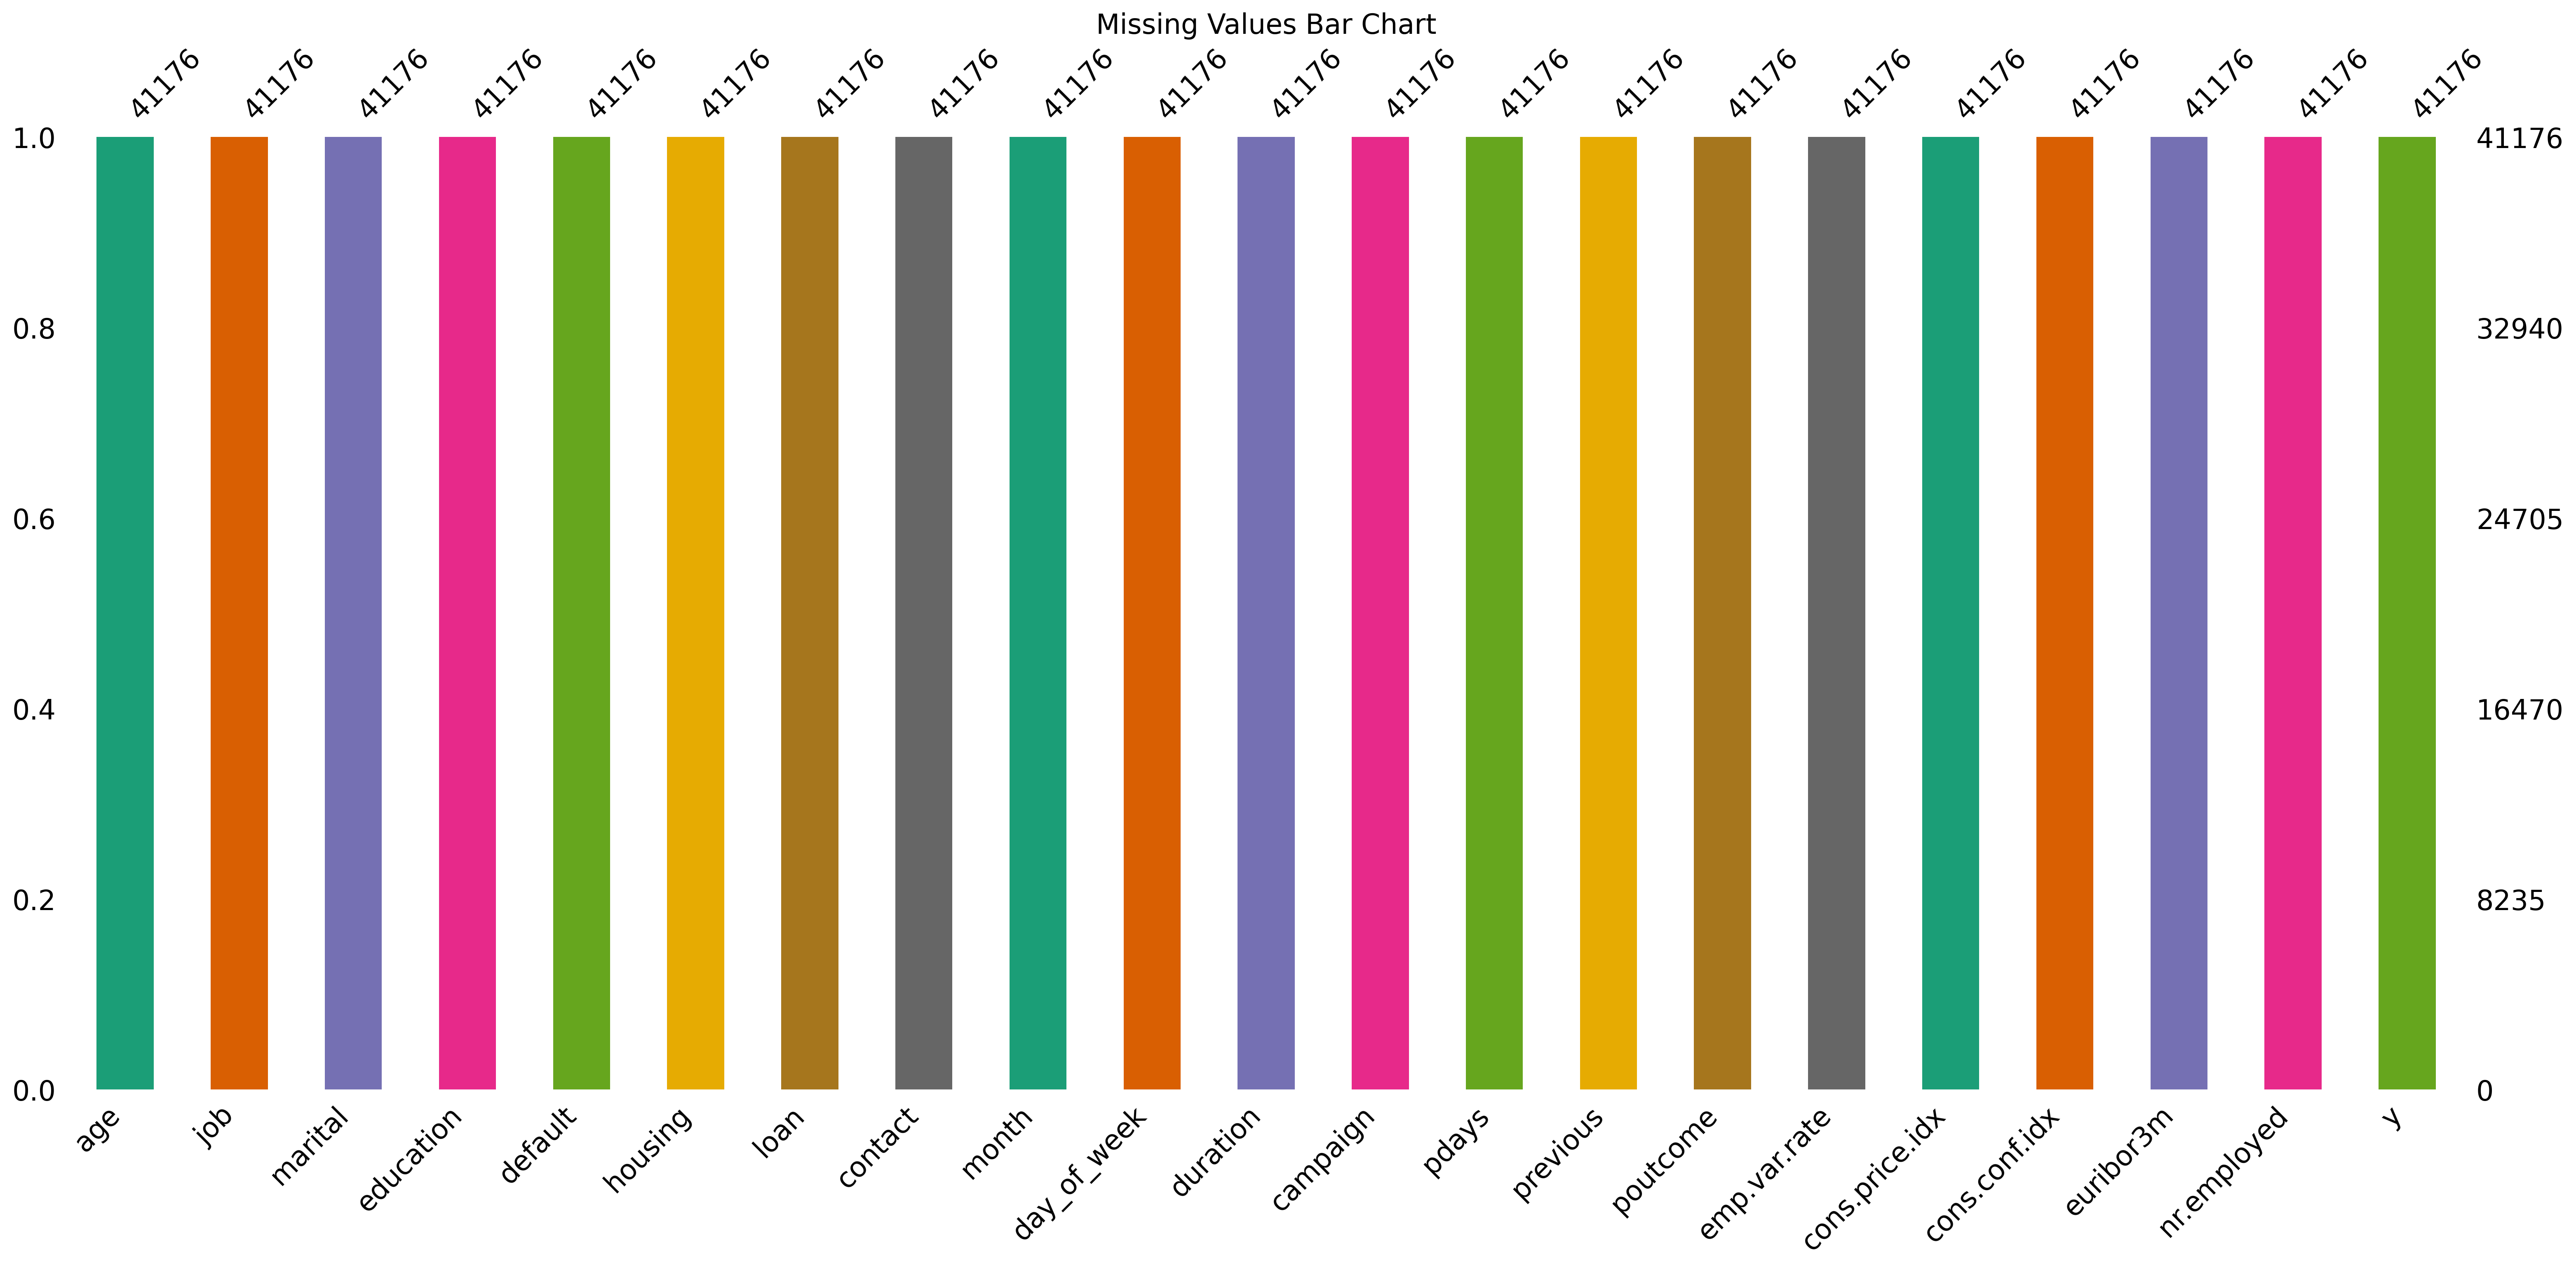 Missing Values Bar Chart
41176 41176 41176 41176 41176 41176 41176 41176 41176 41176 41176 41176 41176 41176 41176 41176 41176 41176 41176 41176 41176
1.0 41176
0.8 32940
0.6 24705
0.4 16470
0.2 8235
0.0 0
age job marital education default housing loan contact month day_of_week duration campaign pdays previous poutcome emp.var.rate cons.price.idx cons.conf.idx euribor3m nr.employed y